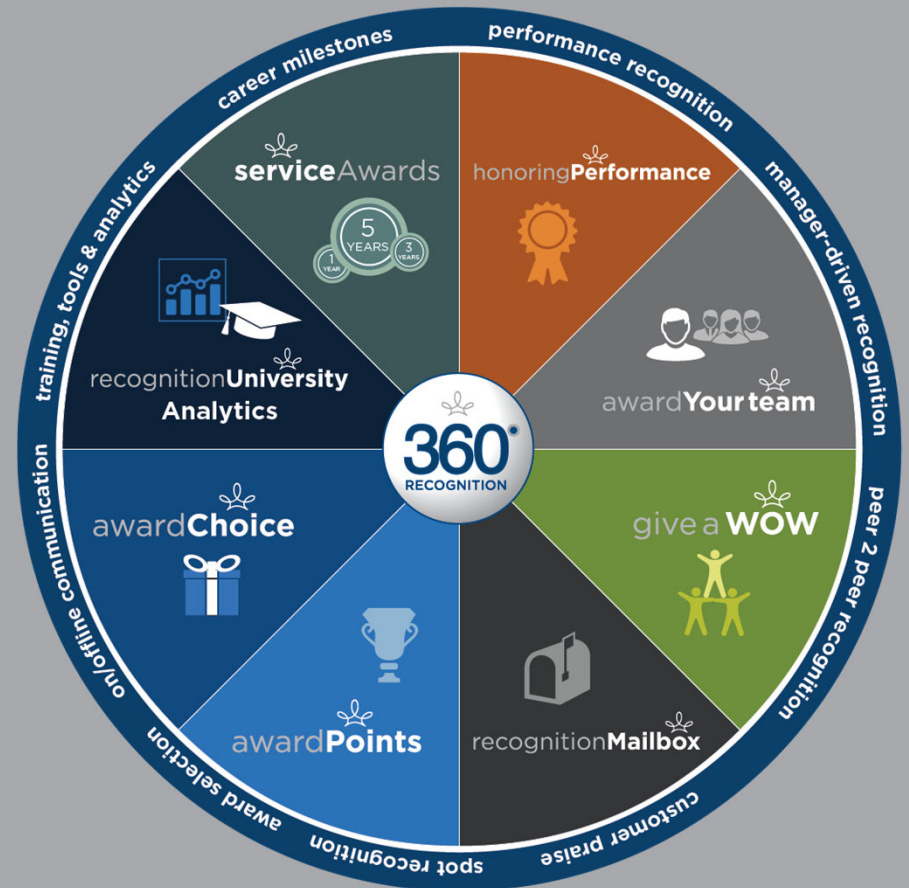 career milestones
performance recognition
manager-driven recognition
peer 2 peer recognition
customer praise
spot recognition
award selection
on/offline communication
training, tools & analytics
serviceAwards
5
YEARS
1
YEAR
3
YEARS
honoringPerformance
awardYourteam
give a WOW
recognitionMailbox
awardPoints
awardChoice
recognitionUniversity
Analytics
360°
RECOGNITION